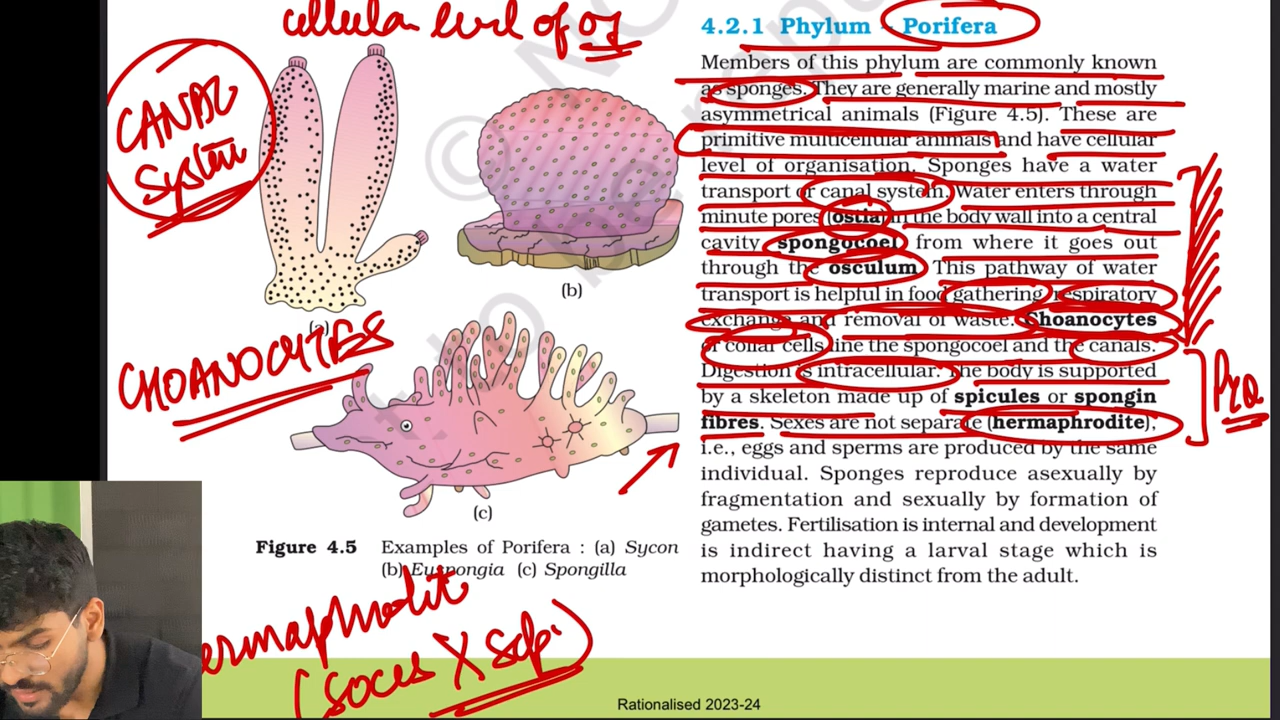 cellular level of og
CANAL
System
(a)
(b)
CHOANOCYTES
(c)
Figure 4.5 Examples of Porifera : (a) Sycon
(b) Euspongia (c) Spongilla
ermaphrodit
(sexes X sep.)
4.2.1 Phylum – Porifera
Members of this phylum are commonly known
as sponges. They are generally marine and mostly
asymmetrical animals (Figure 4.5). These are
primitive multicellular animals and have cellular
level of organisation. Sponges have a water
transport or canal system. Water enters through
minute pores (ostia) in the body wall into a central
cavity, spongocoel, from where it goes out
through the osculum. This pathway of water
transport is helpful in food gathering, respiratory
exchange and removal of waste. Choanocytes
or collar cells line the spongocoel and the canals.
Digestion is intracellular. The body is supported
by a skeleton made up of spicules or spongin
fibres. Sexes are not separate (hermaphrodite),
i.e., eggs and sperms are produced by the same
individual. Sponges reproduce asexually by
fragmentation and sexually by formation of
gametes. Fertilisation is internal and development
is indirect having a larval stage which is
morphologically distinct from the adult.
PYQ
Rationalised 2023-24